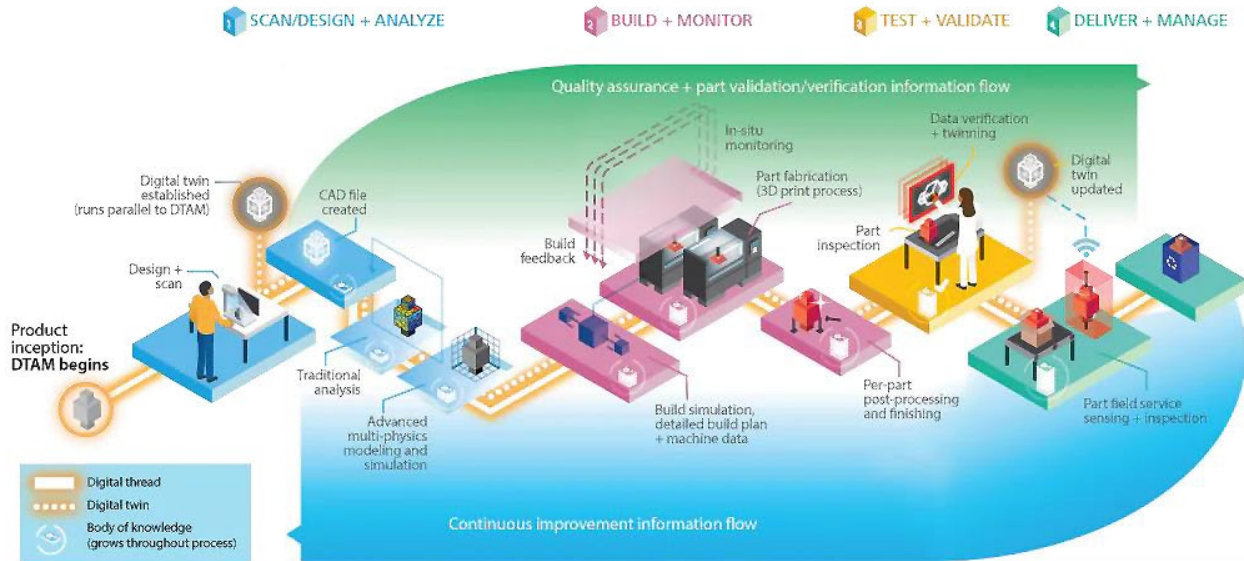 1 SCAN/DESIGN + ANALYZE
2 BUILD + MONITOR
3 TEST + VALIDATE
4 DELIVER + MANAGE
Quality assurance + part validation/verification information flow
Digital twin
established
(runs parallel to DTAM)
CAD file
created
Design +
scan
Product
inception:
DTAM begins
Traditional
analysis
Advanced
multi-physics
modeling and
simulation
In-situ
monitoring
Build
feedback
Part fabrication
(3D print process)
Build simulation,
detailed build plan
+ machine data
Per-part
post-processing
and finishing
Data verification
+ twinning
Part
inspection
Digital
twin
updated
Part field service
sensing + inspection
Digital thread
Digital twin
Body of knowledge
(grows throughout process)
Continuous improvement information flow